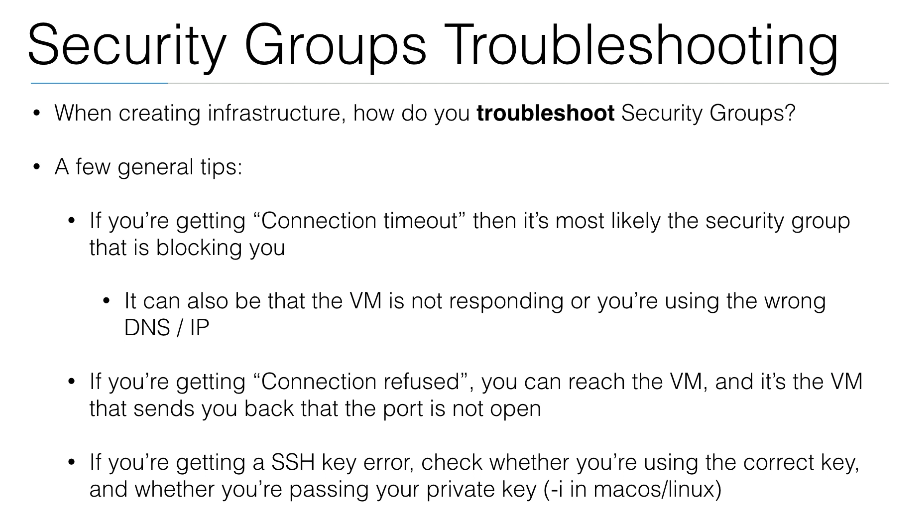 Security Groups Troubleshooting
• When creating infrastructure, how do you troubleshoot Security Groups?
• A few general tips:
• If you're getting “Connection timeout” then it's most likely the security group
that is blocking you
• It can also be that the VM is not responding or you're using the wrong
DNS / IP
• If you're getting “Connection refused”, you can reach the VM, and it's the VM
that sends you back that the port is not open
• If you're getting a SSH key error, check whether you're using the correct key,
and whether you're passing your private key (-i in macos/linux)